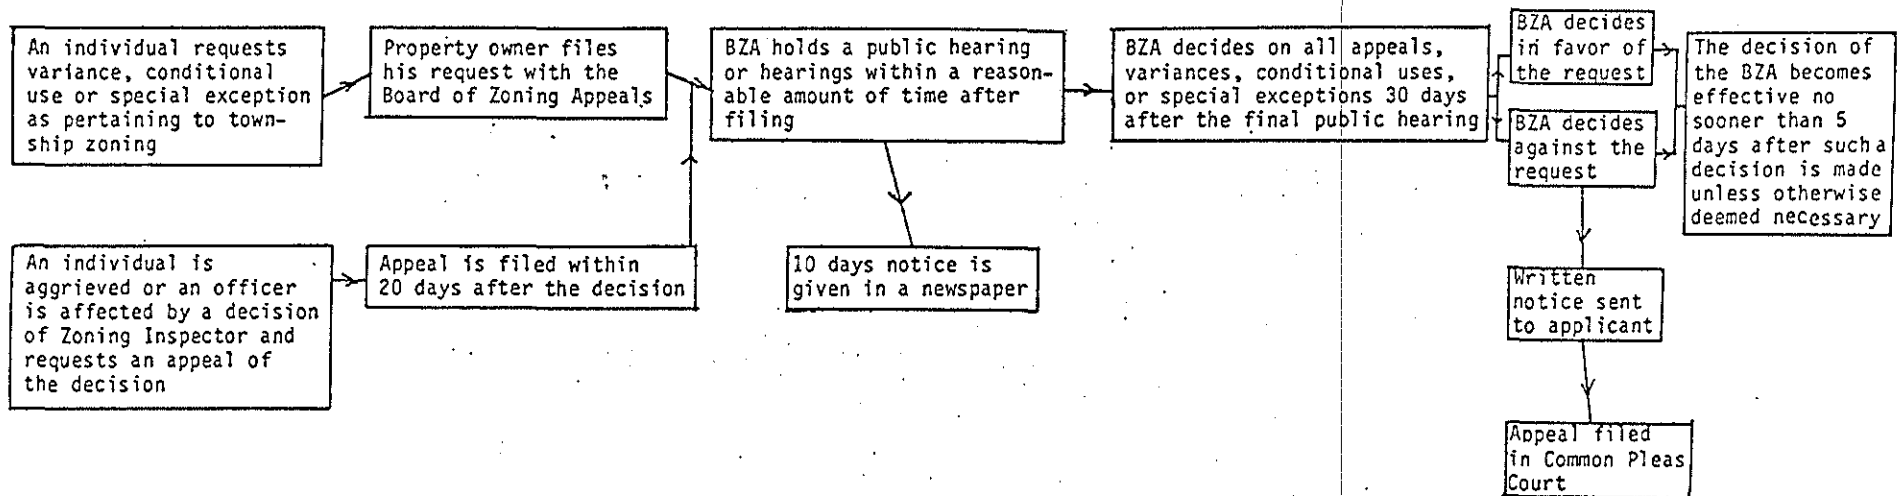 An individual requests
variance, conditional
use or special exception
as pertaining to town-
ship zoning
Property owner files
his request with the
Board of Zoning Appeals
BZA holds a public hearing
or hearings within a reason-
able amount of time after
filing
BZA decides on all appeals,
variances, conditional uses,
or special exceptions 30 days
after the final public hearing
BZA decides
in favor of
the request
BZA decides
against the
request
The decision of
the BZA becomes
effective no
sooner than 5
days after such a
decision is made
unless otherwise
deemed necessary
An individual is
aggrieved or an officer
is affected by a decision
of Zoning Inspector and
requests an appeal of
the decision
Appeal is filed within
20 days after the decision
10 days notice is
given in a newspaper
Written
notice sent
to applicant
Appeal filed
in Common Pleas
Court